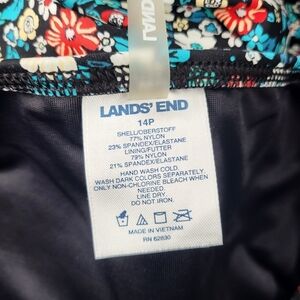 LANDS' END
14P
SHELL/OBERSTOFF
77% NYLON
23% SPANDEX/ELASTANE
LINING/FUTTER
79% NYLON
21% SPANDEX/ELASTANE
HAND WASH COLD.
WASH DARK COLORS SEPARATELY
ONLY NON-CHLORINE BLEACH WHEN
NEEDED.
LINE DRY.
DO NOT IRON.
MADE IN VIETNAM
RN 62830